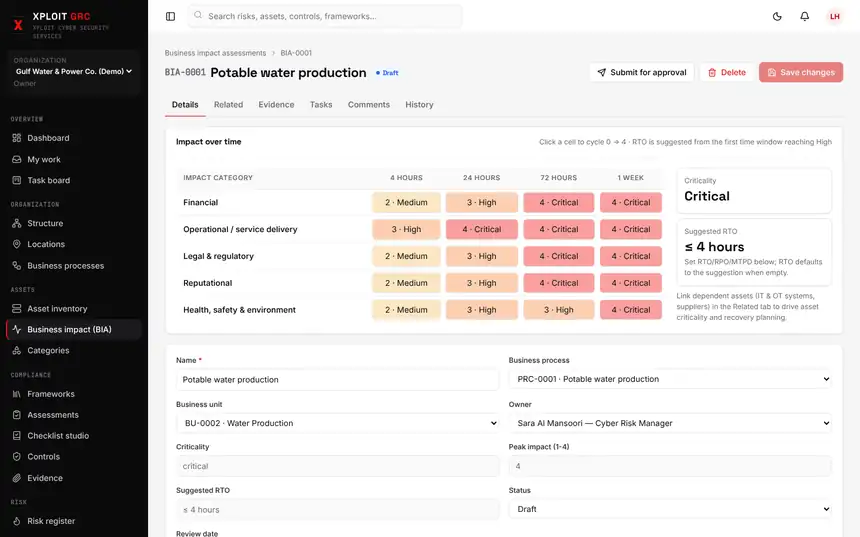 XPLOIT GRC
X
XPLOIT CYBER SECURITY
SERVICES
ORGANIZATION
Gulf Water & Power Co. (Demo)
Owner
OVERVIEW
Dashboard
My work
Task board
ORGANIZATION
Structure
Locations
Business processes
ASSETS
Asset inventory
Business impact (BIA)
Categories
COMPLIANCE
Frameworks
Assessments
Checklist studio
Controls
Evidence
RISK
Risk register
Search risks, assets, controls, frameworks...
LH
Business impact assessments > BIA-0001
BIA-0001 Potable water production Draft
Submit for approval
Delete
Save changes
Details Related Evidence Tasks Comments History
Impact over time
Click a cell to cycle 0 → 4 · RTO is suggested from the first time window reaching High
IMPACT CATEGORY 4 HOURS 24 HOURS 72 HOURS 1 WEEK
Financial 2 · Medium 3 · High 4 · Critical 4 · Critical
Operational / service delivery 3 · High 4 · Critical 4 · Critical 4 · Critical
Legal & regulatory 2 · Medium 3 · High 4 · Critical 4 · Critical
Reputational 2 · Medium 3 · High 4 · Critical 4 · Critical
Health, safety & environment 2 · Medium 3 · High 3 · High 4 · Critical
Criticality
Critical
Suggested RTO
≤ 4 hours
Set RTO/RPO/MTPD below; RTO defaults
to the suggestion when empty.
Link dependent assets (IT & OT systems,
suppliers) in the Related tab to drive asset
criticality and recovery planning.
Name *
Potable water production
Business process
PRC-0001 · Potable water production
Business unit
BU-0002 · Water Production
Owner
Sara Al Mansoori — Cyber Risk Manager
Criticality
critical
Peak impact (1-4)
4
Suggested RTO
≤ 4 hours
Status
Draft
Review date